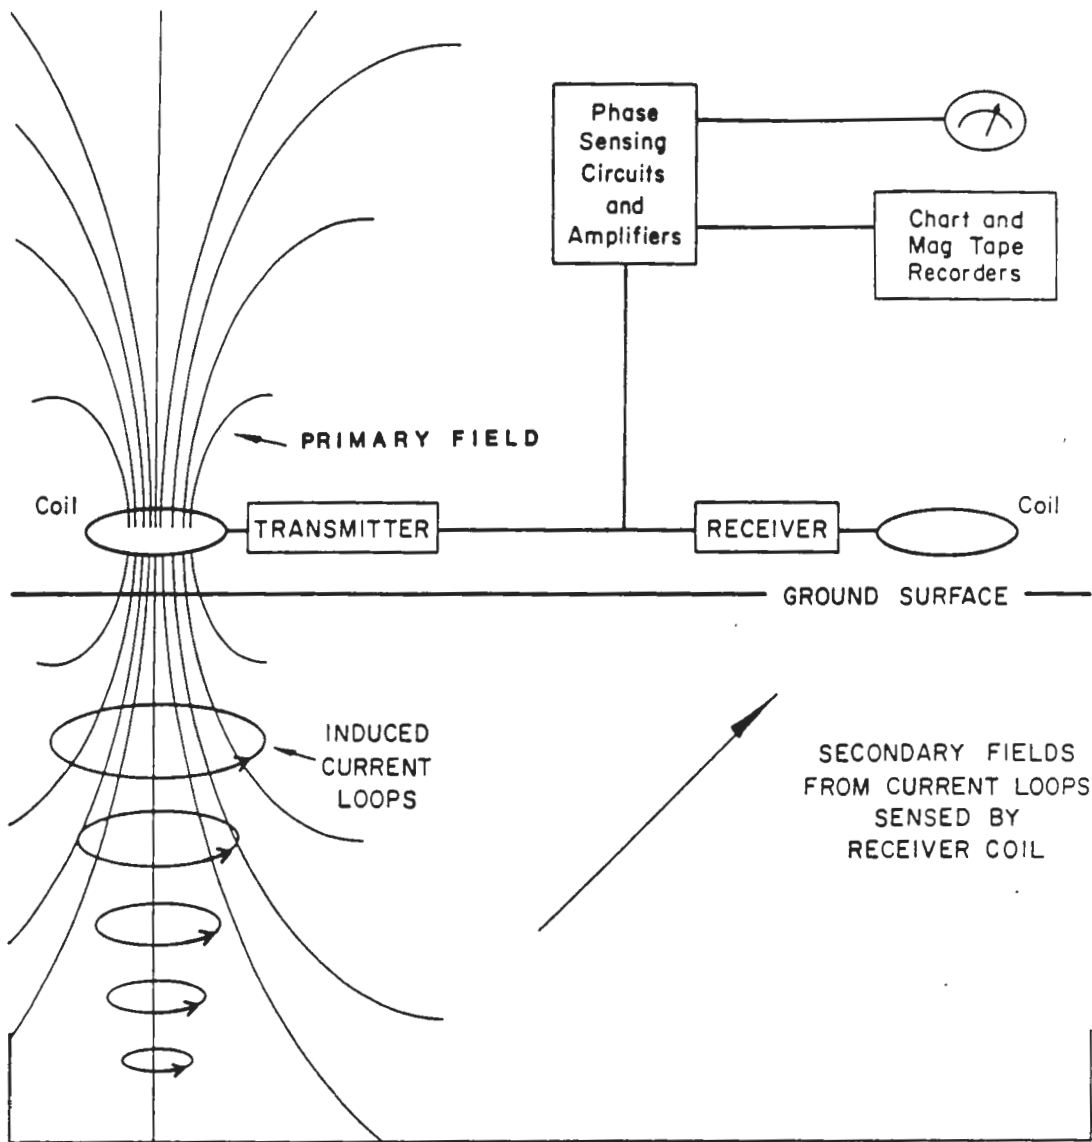 Phase
Sensing
Circuits
and
Amplifiers
Chart and
Mag Tape
Recorders
PRIMARY FIELD
Coil
TRANSMITTER
RECEIVER
Coil
GROUND SURFACE
INDUCED
CURRENT
LOOPS
SECONDARY FIELDS
FROM CURRENT LOOPS
SENSED BY
RECEIVER COIL